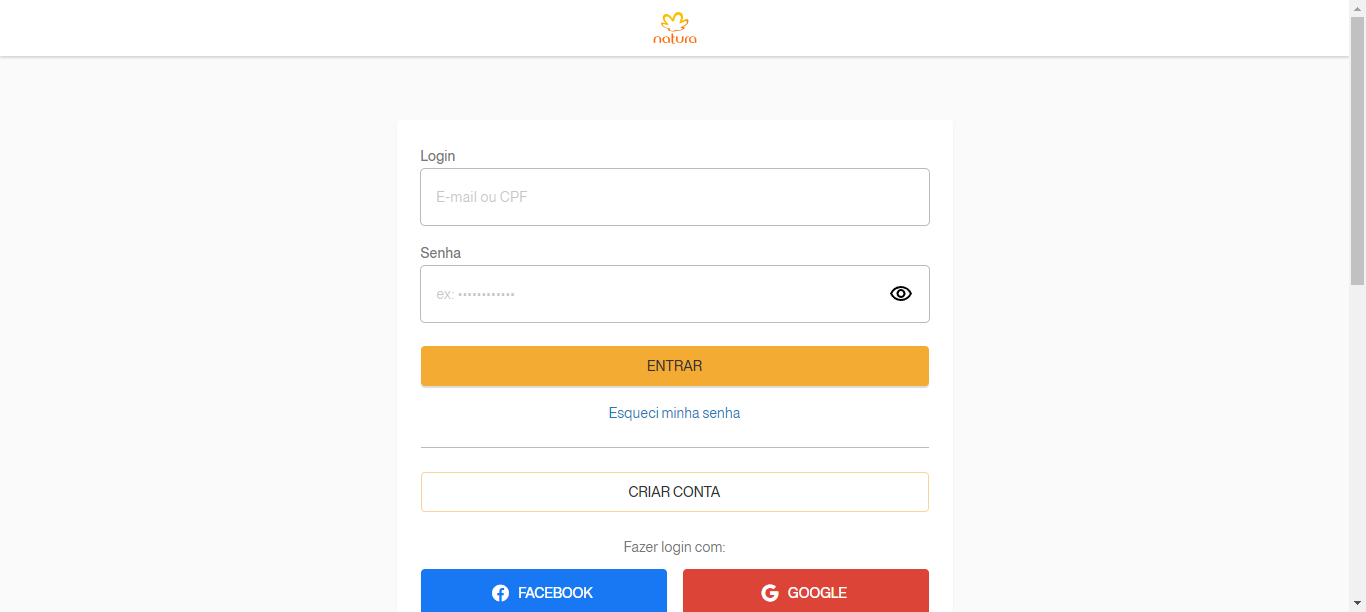 natura
Login
E-mail ou CPF
Senha
ex: ••••••••••••
ENTRAR
Esqueci minha senha
CRIAR CONTA
Fazer login com:
FACEBOOK
GOOGLE